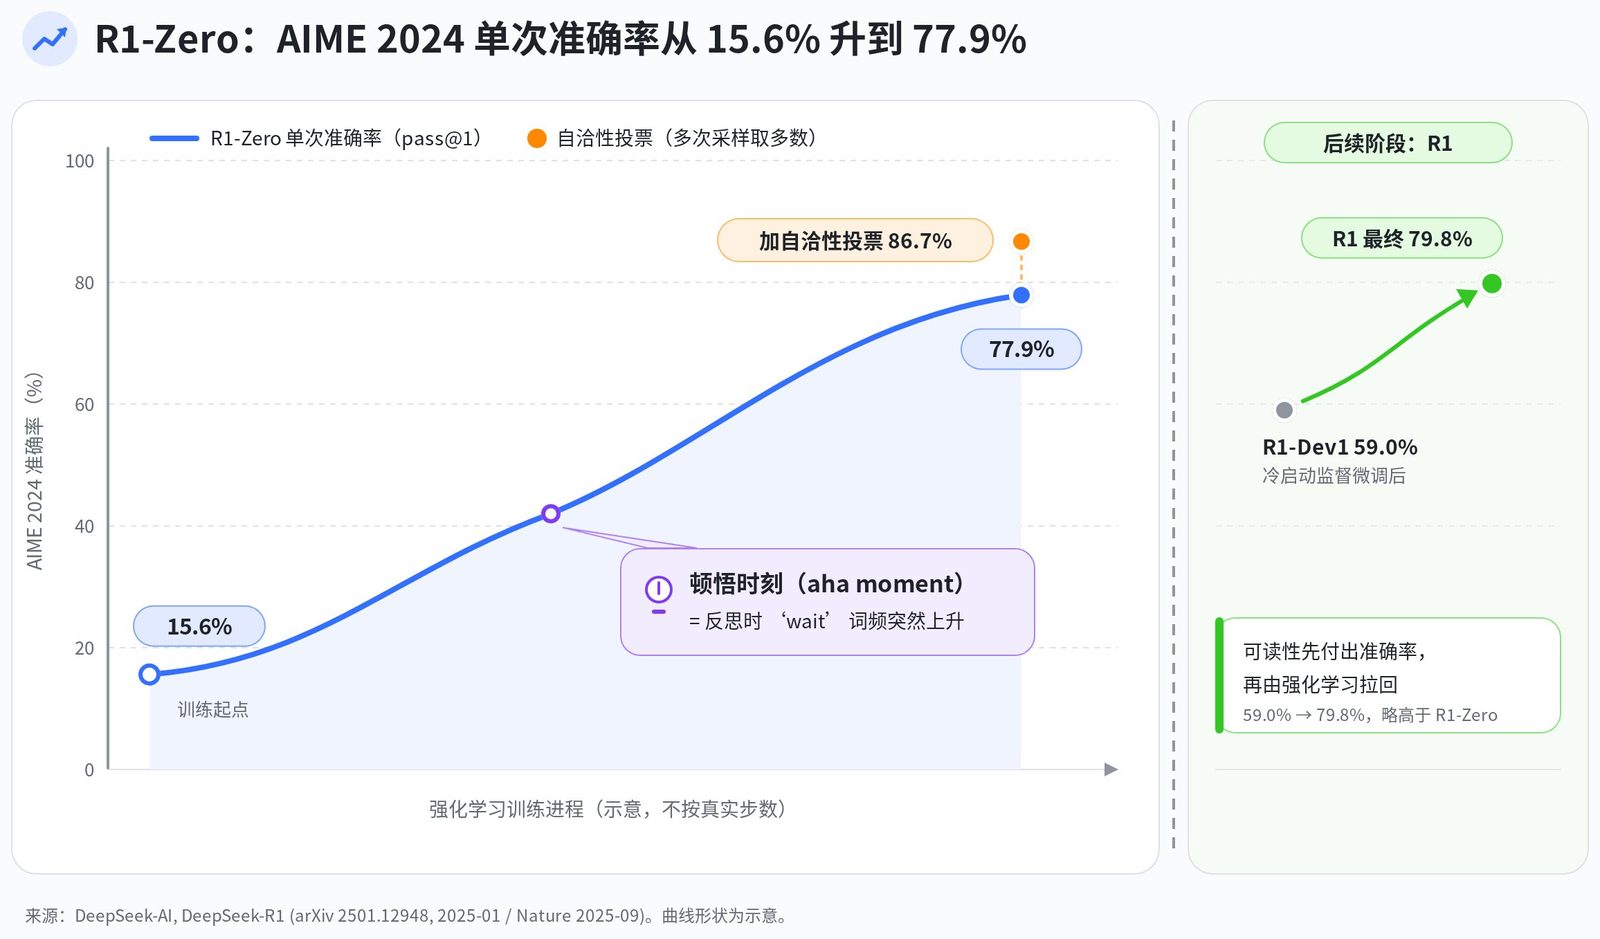 R1-Zero：AIME 2024 单次准确率从 15.6% 升到 77.9%
R1-Zero 单次准确率（pass@1）
自洽性投票（多次采样取多数）
100
80
60
40
20
0
AIME 2024 准确率（%）
加自洽性投票 86.7%
77.9%
顿悟时刻（aha moment）
= 反思时 ‘wait’ 词频突然上升
15.6%
训练起点
强化学习训练进程（示意，不按真实步数）
后续阶段：R1
R1 最终 79.8%
R1-Dev1 59.0%
冷启动监督微调后
可读性先付出准确率，
再由强化学习拉回
59.0% → 79.8%，略高于 R1-Zero
来源：DeepSeek-AI, DeepSeek-R1 (arXiv 2501.12948, 2025-01 / Nature 2025-09)。曲线形状为示意。